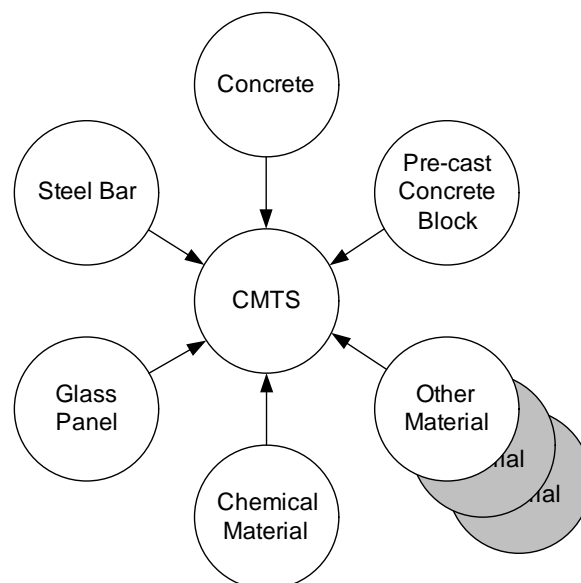 Concrete
Steel Bar
Pre-cast
Concrete
Block
CMTS
Glass
Panel
Other
Material
Chemical
Material